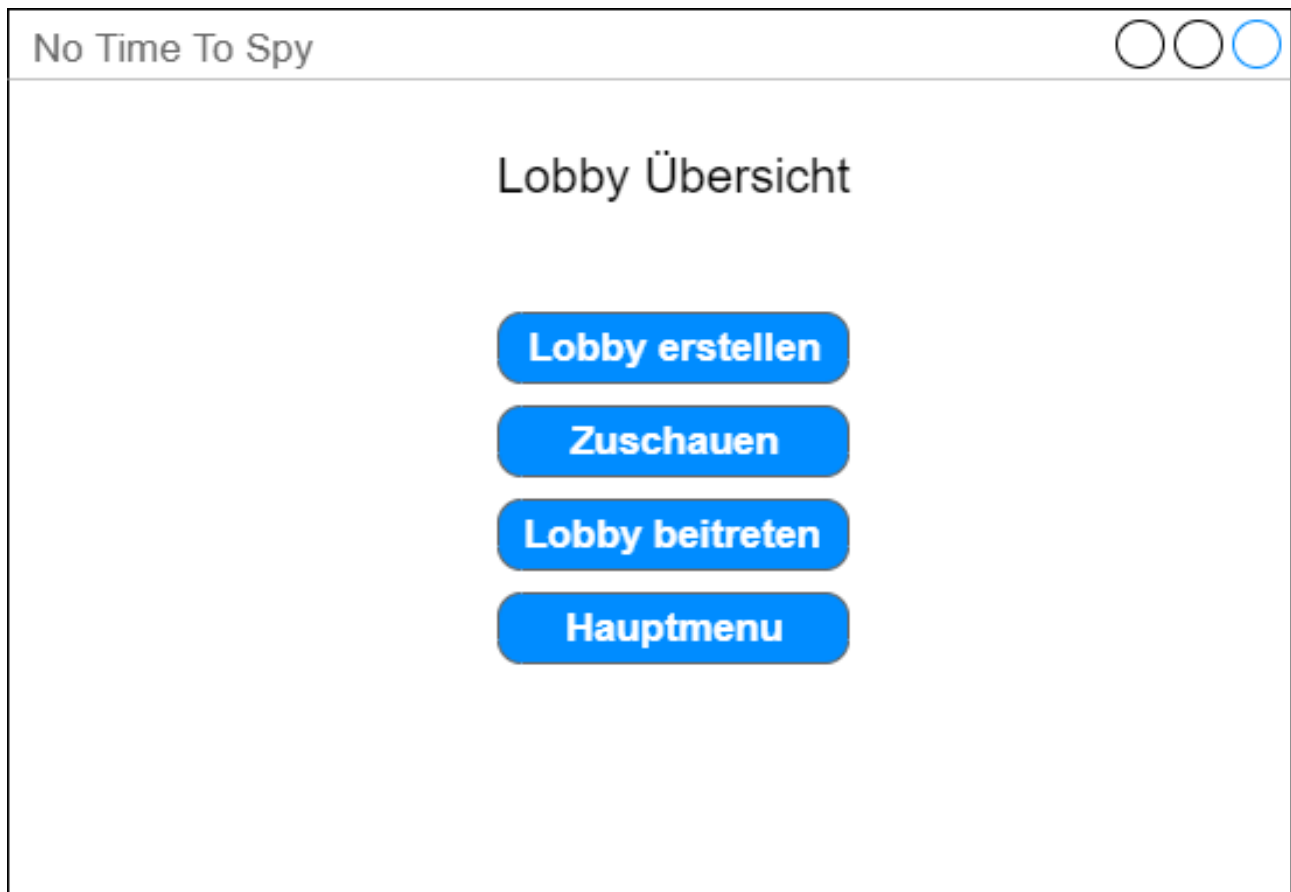 No Time To Spy
Lobby Übersicht
Lobby erstellen
Zuschauen
Lobby beitreten
Hauptmenu